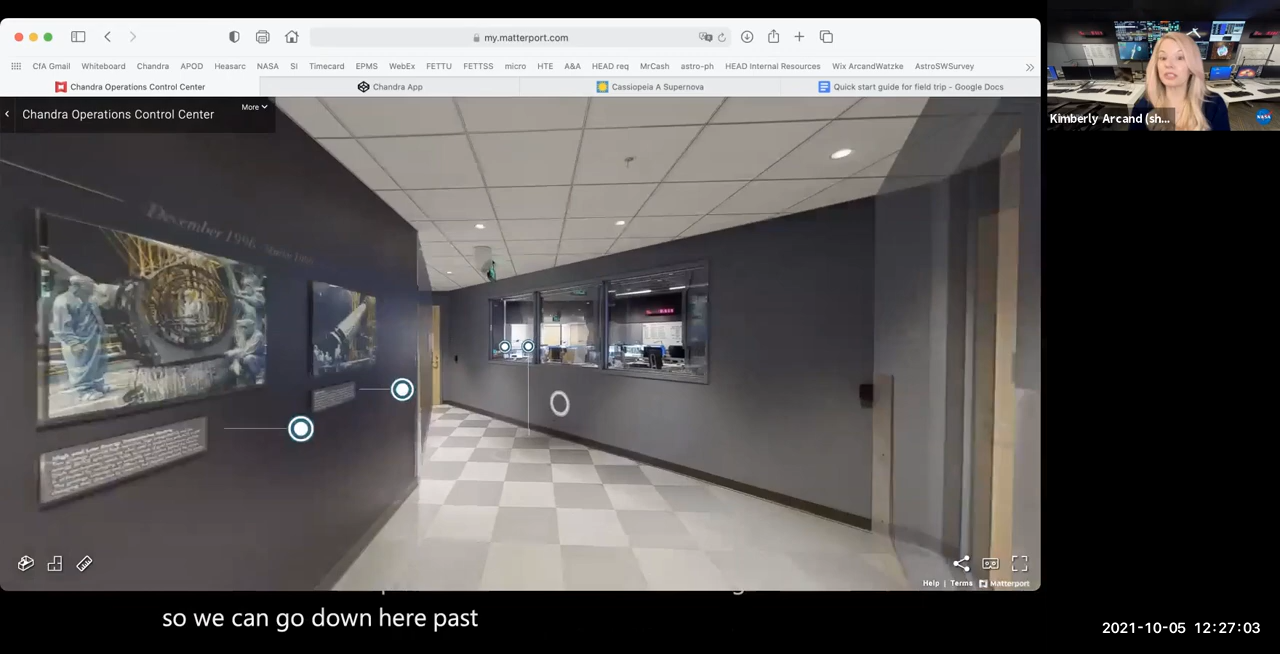 my.matterport.com
CfA Gmail Whiteboard Chandra APOD Heasarc NASA SI Timecard EPMS WebEx FETTU FETTSS micro HTE A&A HEAD req MrCash astro-ph HEAD Internal Resources Wix ArcandWatzke AstroSWSurvey
Chandra Operations Control Center Chandra App Cassiopeia A Supernova Quick start guide for field trip - Google Docs
Chandra Operations Control Center
More
Kimberly Arcand (sh...
NASA
Help | Terms Matterport
so we can go down here past
2021-10-05 12:27:03